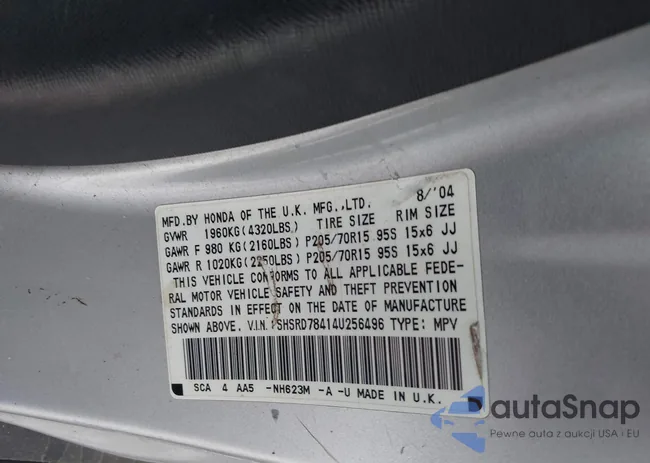 MFD.BY HONDA OF THE U.K. MFG.,LTD. 8/'04
GVWR 1960KG(4320LBS) TIRE SIZE RIM SIZE
GAWR F 980 KG(2160LBS) P205/70R15 95S 15x6 JJ
GAWR R 1020KG(2250LBS) P205/70R15 95S 15x6 JJ
THIS VEHICLE CONFORMS TO ALL APPLICABLE FEDE-
RAL MOTOR VEHICLE SAFETY AND THEFT PREVENTION
STANDARDS IN EFFECT ON THE DATE OF MANUFACTURE
SHOWN ABOVE. V.I.N.: SHSRD78414U256496 TYPE: MPV
SCA 4 AA5 -NH623M -A -U MADE IN U.K.
autaSnap
Pewne auta z aukcji USA i EU